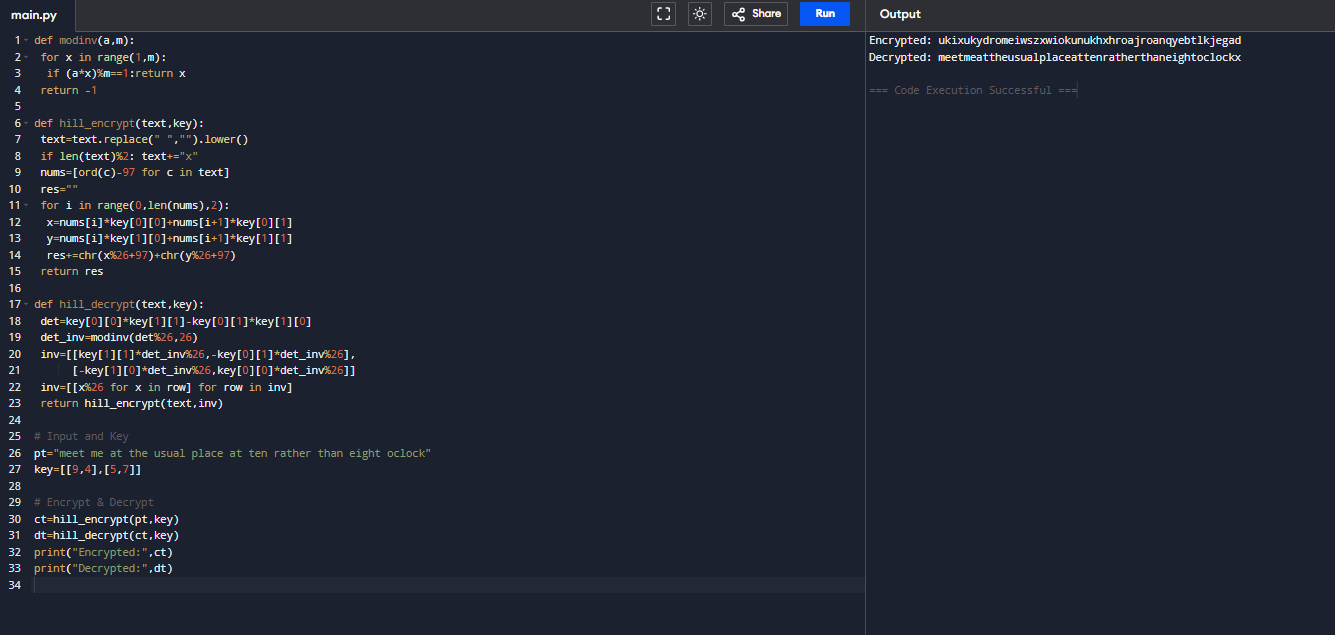 main.py
Share
Run
Output
1 def modinv(a,m):
2  for x in range(1,m):
3   if (a*x)%m==1:return x
4  return -1
5
6 def hill_encrypt(text,key):
7  text=text.replace(" ","").lower()
8  if len(text)%2: text+="x"
9  nums=[ord(c)-97 for c in text]
10  res=""
11  for i in range(0,len(nums),2):
12   x=nums[i]*key[0][0]+nums[i+1]*key[0][1]
13   y=nums[i]*key[1][0]+nums[i+1]*key[1][1]
14   res+=chr(x%26+97)+chr(y%26+97)
15  return res
16
17 def hill_decrypt(text,key):
18  det=key[0][0]*key[1][1]-key[0][1]*key[1][0]
19  det_inv=modinv(det%26,26)
20  inv=[[key[1][1]*det_inv%26,-key[0][1]*det_inv%26],
21       [-key[1][0]*det_inv%26,key[0][0]*det_inv%26]]
22  inv=[[x%26 for x in row] for row in inv]
23  return hill_encrypt(text,inv)
24
25 # Input and Key
26 pt="meet me at the usual place at ten rather than eight oclock"
27 key=[[9,4],[5,7]]
28
29 # Encrypt & Decrypt
30 ct=hill_encrypt(pt,key)
31 dt=hill_decrypt(ct,key)
32 print("Encrypted:",ct)
33 print("Decrypted:",dt)
34
Encrypted: ukixukydromeiwszxwiokunukhxhroajroanqyebtlkjegad
Decrypted: meetmeattheusualplaceattenratherthaneightoclockx
=== Code Execution Successful ===